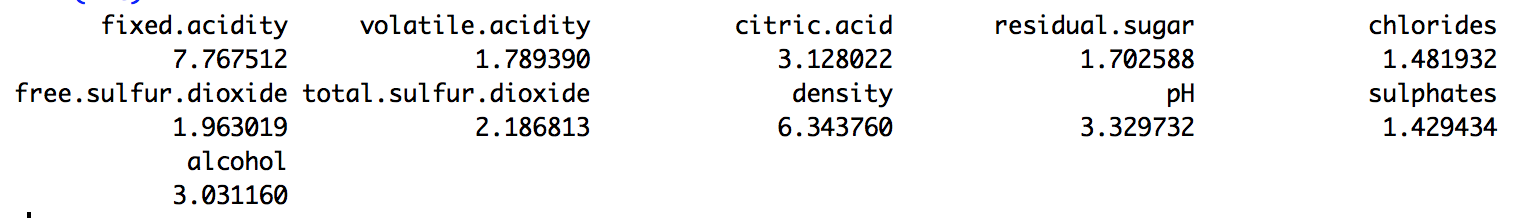 fixed.acidity volatile.acidity citric.acid residual.sugar chlorides
7.767512 1.789390 3.128022 1.702588 1.481932
free.sulfur.dioxide total.sulfur.dioxide density pH sulphates
1.963019 2.186813 6.343760 3.329732 1.429434
alcohol
3.031160